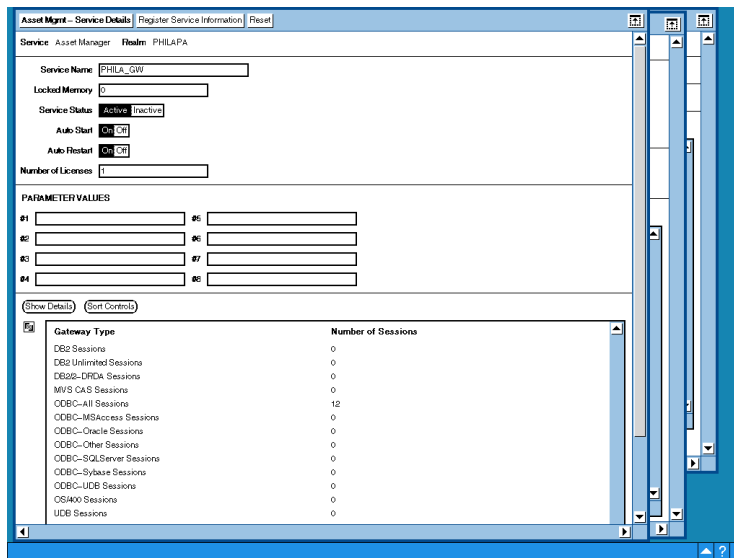 Asset Mgmt – Service Details Register Service Information Reset
Service Asset Manager Realm PHILAPA
Service Name PHILA_GW
Locked Memory 0
Service Status Active Inactive
Auto Start On Off
Auto Restart On Off
Number of Licenses 1
PARAMETER VALUES
#1 #5
#2 #6
#3 #7
#4 #8
Show Details Sort Controls
Gateway Type Number of Sessions
DB2 Sessions 0
DB2 Unlimited Sessions 0
DB2/2–DRDA Sessions 0
MVS CAS Sessions 0
ODBC–All Sessions 12
ODBC–MSAccess Sessions 0
ODBC–Oracle Sessions 0
ODBC–Other Sessions 0
ODBC–SQLServer Sessions 0
ODBC–Sybase Sessions 0
ODBC–UDB Sessions 0
OS/400 Sessions 0
UDB Sessions 0
?